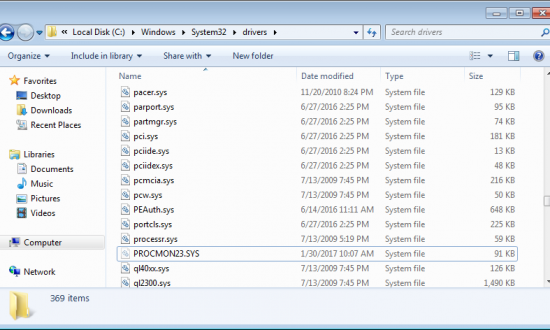 « Local Disk (C:) ▸ Windows ▸ System32 ▸ drivers ▸ Search drivers
Organize Include in library Share with New folder
Favorites
Desktop
Downloads
Recent Places
Libraries
Documents
Music
Pictures
Videos
Computer
Network
Name Date modified Type Size
pacer.sys 11/20/2010 8:24 PM System file 129 KB
parport.sys 6/27/2016 2:25 PM System file 95 KB
partmgr.sys 6/27/2016 2:25 PM System file 74 KB
pci.sys 6/27/2016 2:25 PM System file 181 KB
pciide.sys 6/27/2016 2:25 PM System file 13 KB
pciidex.sys 6/27/2016 2:25 PM System file 48 KB
pcmcia.sys 7/13/2009 7:45 PM System file 216 KB
pcw.sys 7/13/2009 7:45 PM System file 50 KB
PEAuth.sys 6/14/2016 11:11 AM System file 648 KB
portcls.sys 6/27/2016 2:25 PM System file 225 KB
processr.sys 7/13/2009 5:19 PM System file 59 KB
PROCMON23.SYS 1/30/2017 10:07 AM System file 91 KB
ql40xx.sys 7/13/2009 7:45 PM System file 126 KB
ql2300.sys 7/13/2009 7:45 PM System file 1,490 KB
369 items